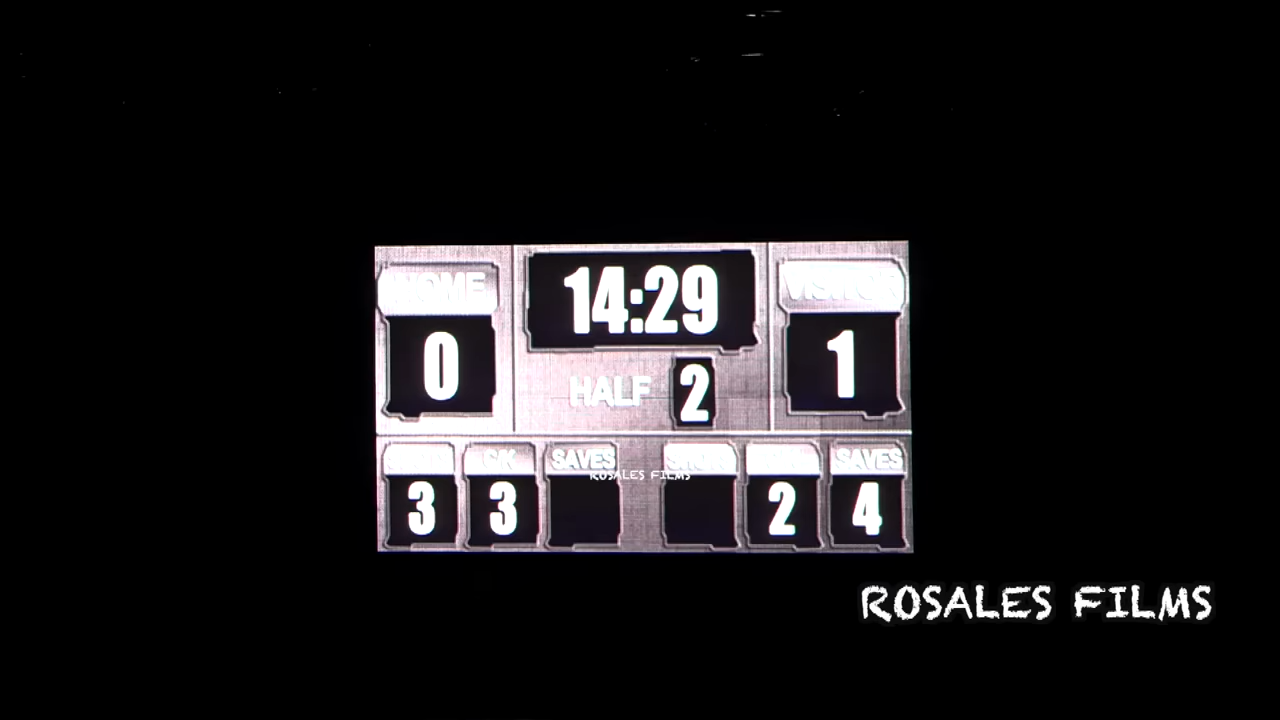 HOME 14:29 VISITOR
0 HALF 2 1
C/K SAVES SAVES
ROSALES FILMS
3 3 2 4
ROSALES FILMS